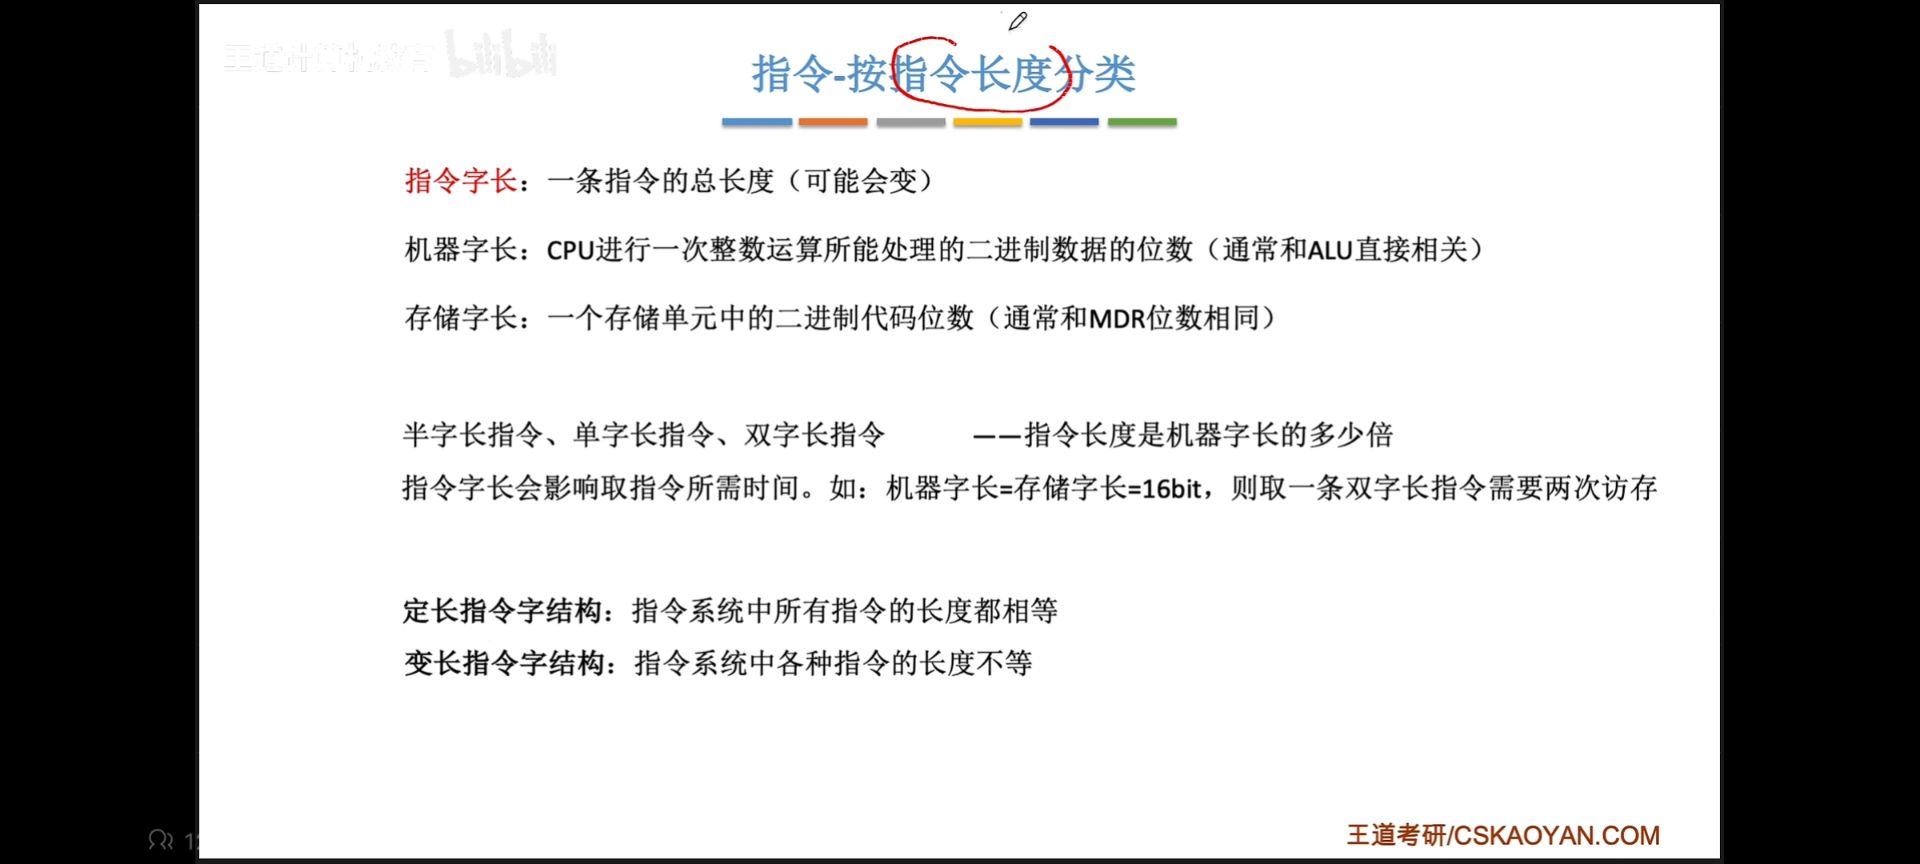 王道计算机教育 bilibili
指令-按指令长度分类
指令字长：一条指令的总长度（可能会变）
机器字长：CPU进行一次整数运算所能处理的二进制数据的位数（通常和ALU直接相关）
存储字长：一个存储单元中的二进制代码位数（通常和MDR位数相同）
半字长指令、单字长指令、双字长指令 ——指令长度是机器字长的多少倍
指令字长会影响取指令所需时间。如：机器字长=存储字长=16bit，则取一条双字长指令需要两次访存
定长指令字结构：指令系统中所有指令的长度都相等
变长指令字结构：指令系统中各种指令的长度不等
王道考研/CSKAOYAN.COM